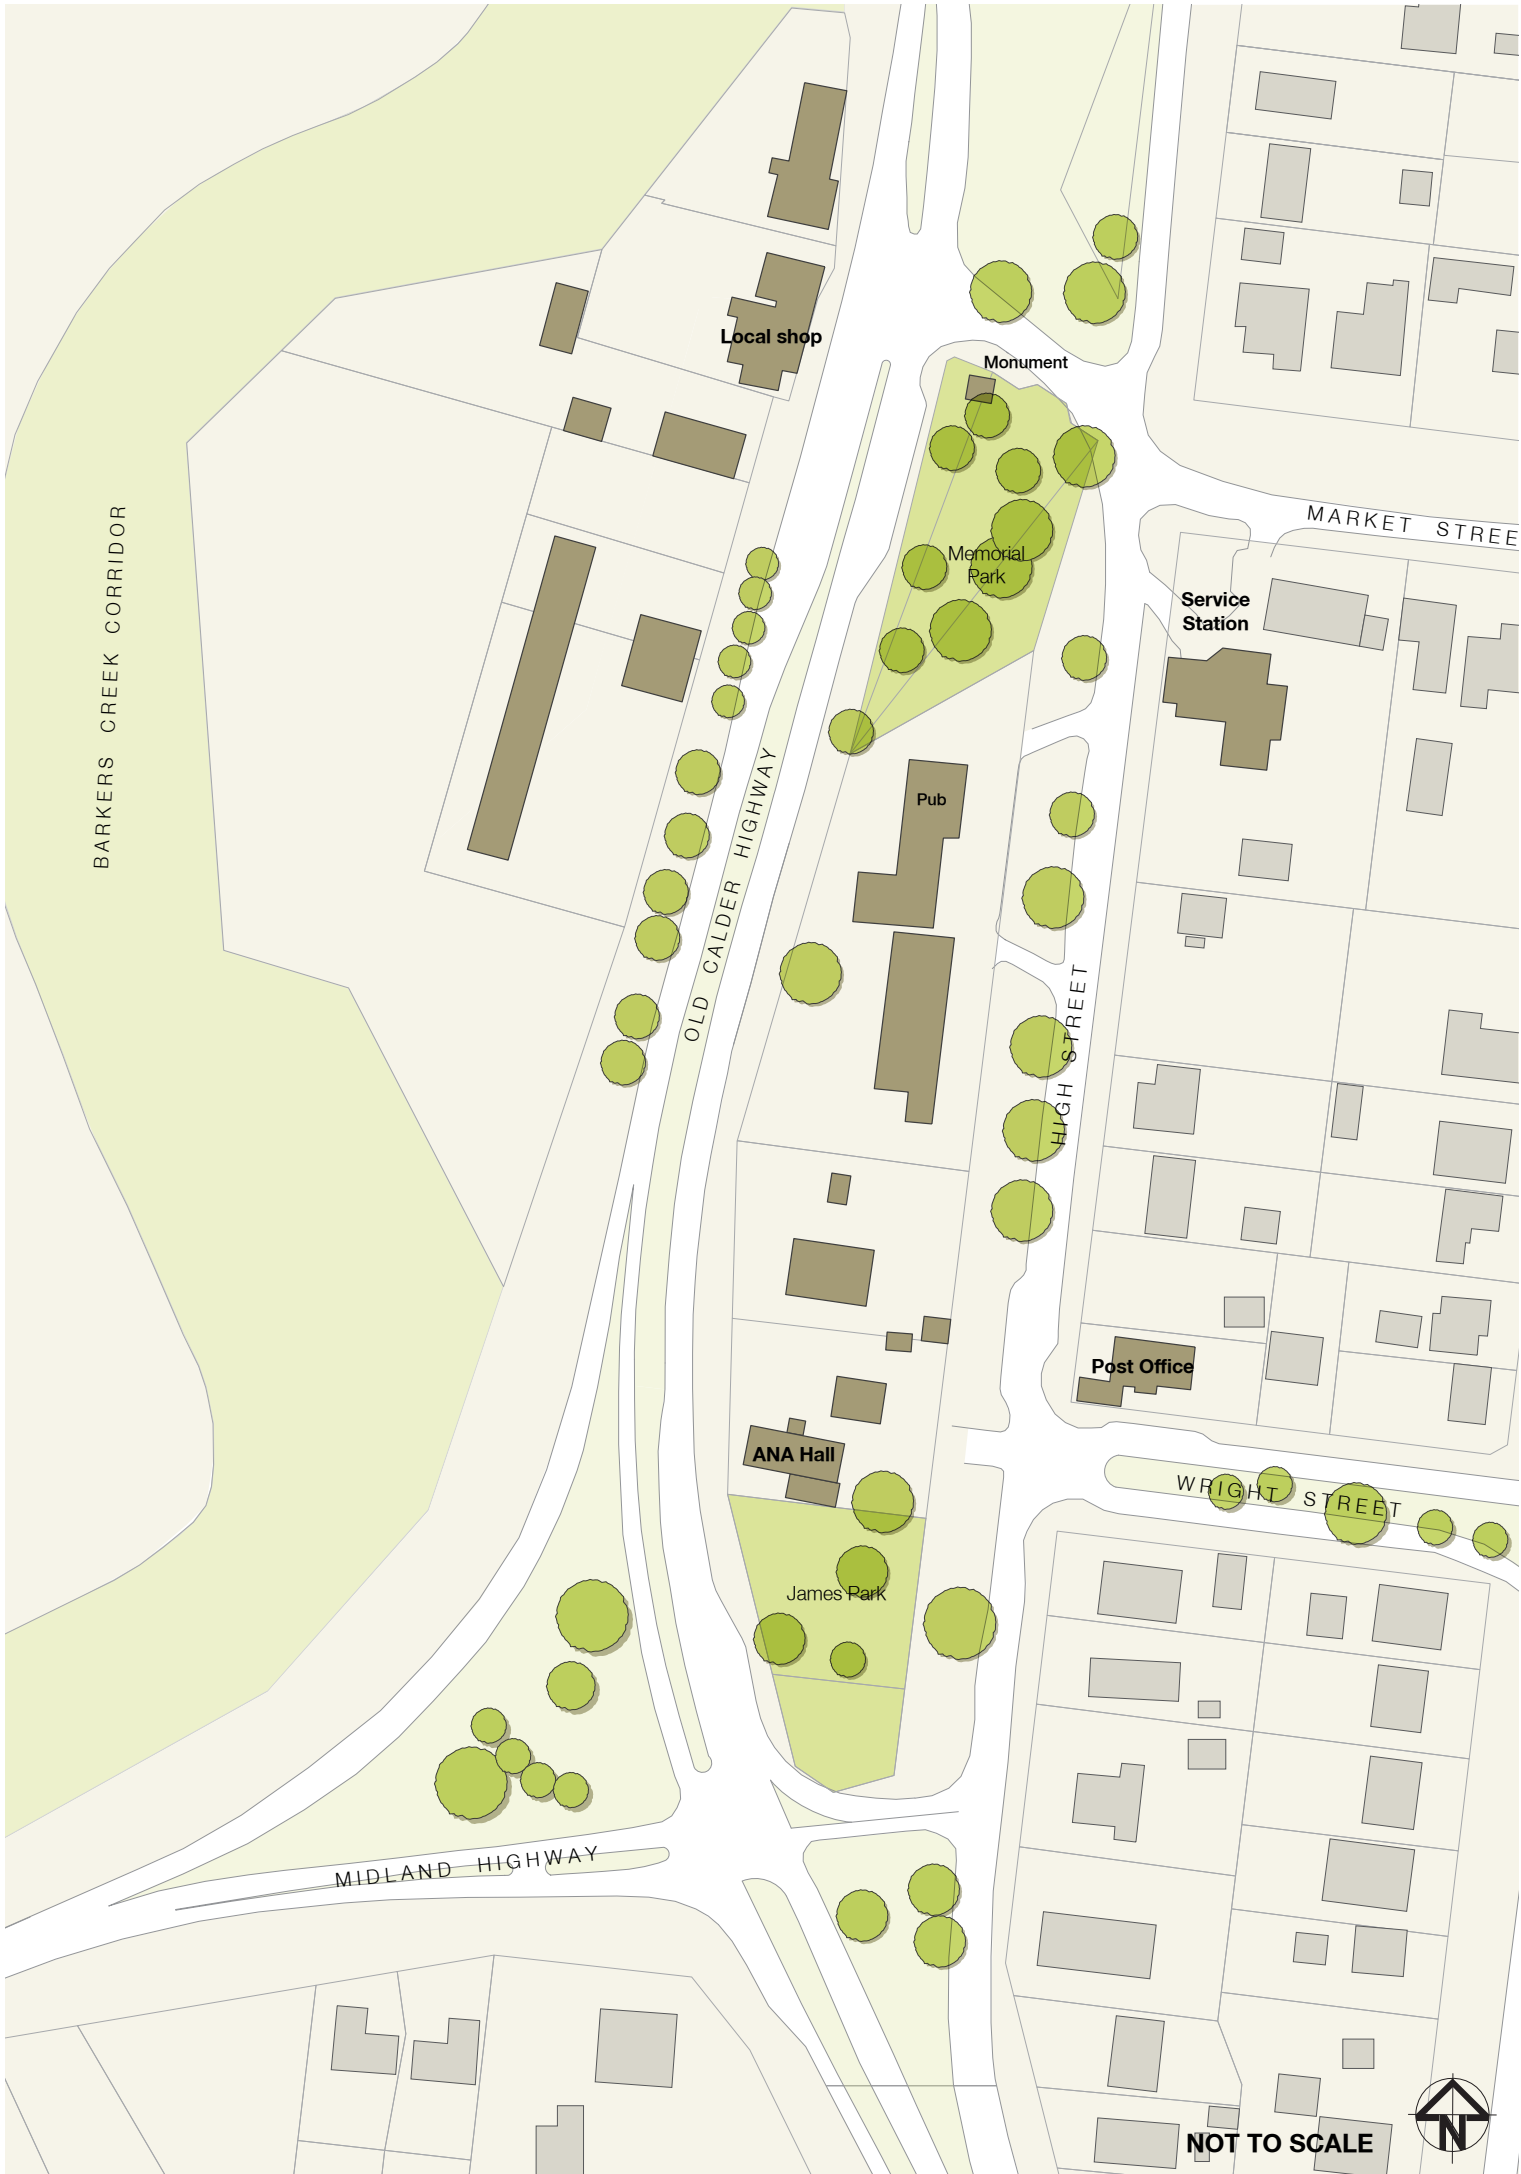 Local shop
Monument
MARKET STREE
BARKERS CREEK CORRIDOR
Memorial
Park
Service
Station
OLD CALDER HIGHWAY
Pub
HIGH STREET
Post Office
ANA Hall
WRIGHT STREET
James Park
MIDLAND HIGHWAY
NOT TO SCALE
N